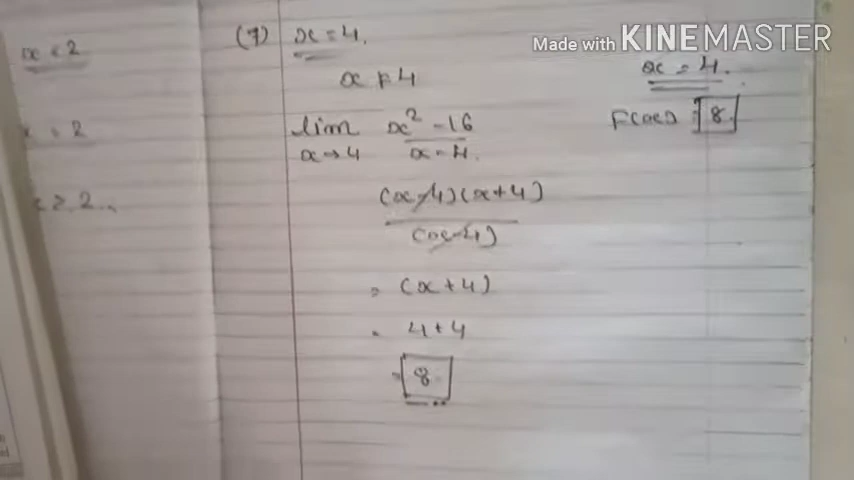 x < 2
= 2
≥ 2..
(7) x = 4.
x ≠ 4
lim x² - 16
x → 4 x - 4.
(x - 4)(x + 4)
(x - 4)
= (x + 4)
= 4 + 4
= 8
Made with KINEMASTER
x = 4.
F(x) = 8